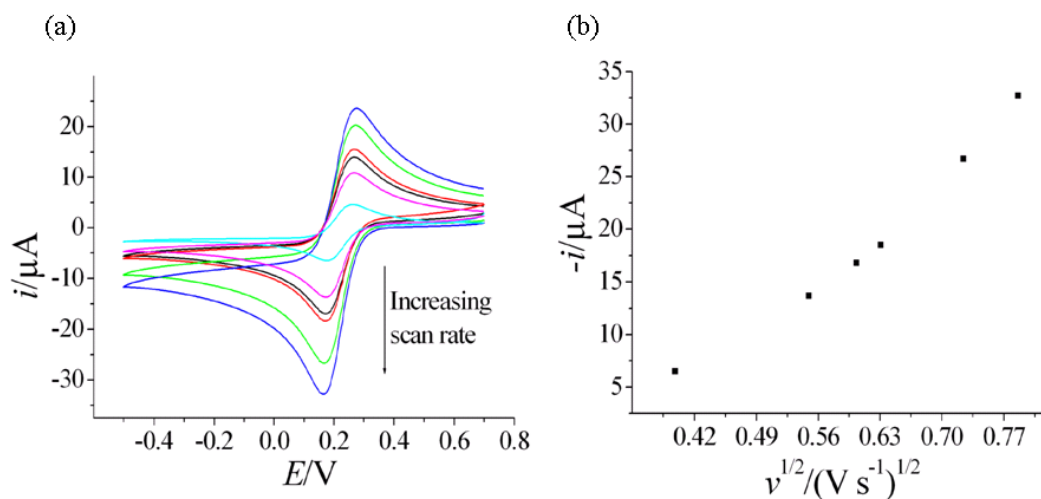 (a)
i/µA
20
10
0
-10
-20
-30
Increasing
scan rate
-0.4 -0.2 0.0 0.2 0.4 0.6 0.8
E/V
(b)
-i/µA
35
30
25
20
15
10
5
0.42 0.49 0.56 0.63 0.70 0.77
v1/2/(V s-1)1/2